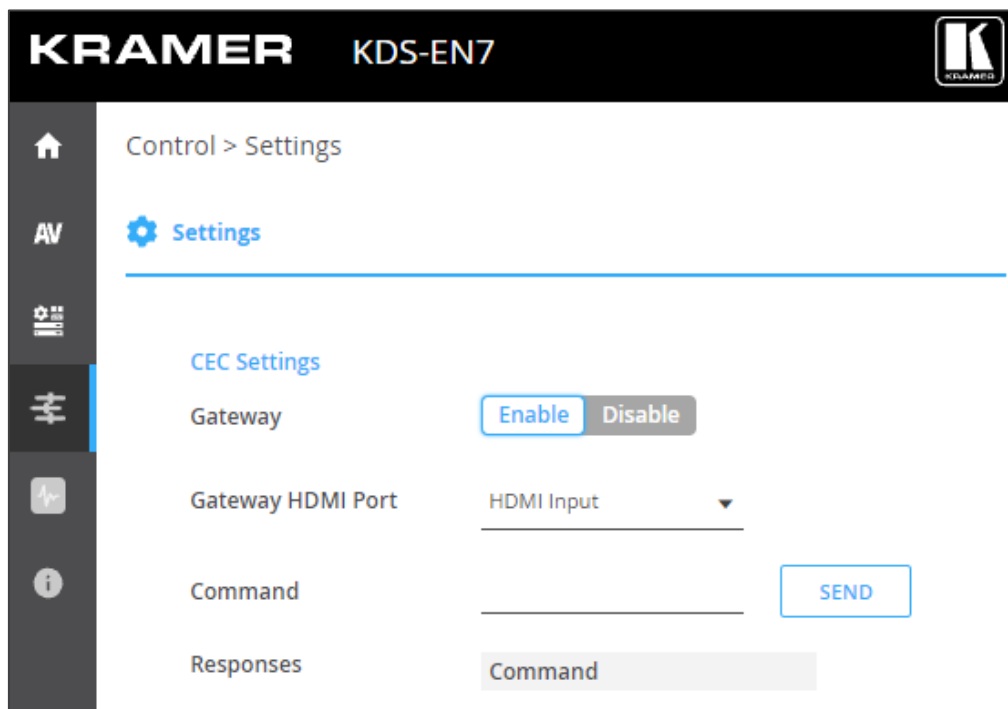 KRAMER KDS-EN7
KRAMER
Control > Settings
AV
Settings
CEC Settings
Gateway Enable Disable
Gateway HDMI Port HDMI Input
Command SEND
Responses Command